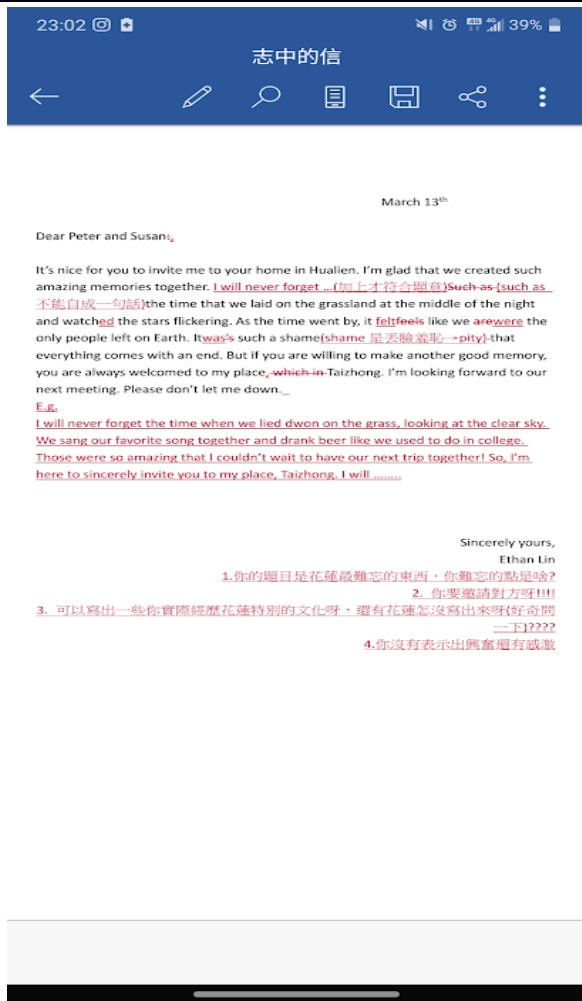 23:02 39%
志中的信
March 13th
Dear Peter and Susan:,
It's nice for you to invite me to your home in Hualien. I'm glad that we created such
amazing memories together. I will never forget ...(加上才符合題意)Such as (such as
不能自成一句話)the time that we laid on the grassland at the middle of the night
and watched the stars flickering. As the time went by, it feltfeels like we arewere the
only people left on Earth. Itwas's such a shame(shame 是丟臉羞恥→pity) that
everything comes with an end. But if you are willing to make another good memory,
you are always welcomed to my place, which in Taizhong. I'm looking forward to our
next meeting. Please don't let me down.
E.g.
I will never forget the time when we lied dwon on the grass, looking at the clear sky.
We sang our favorite song together and drank beer like we used to do in college.
Those were so amazing that I couldn't wait to have our next trip together! So, I'm
here to sincerely invite you to my place, Taizhong. I will ........
Sincerely yours,
Ethan Lin
1.你的題目是花蓮最難忘的東西，你難忘的點是啥?
2. 你要邀請對方呀!!!!
3. 可以寫出一些你實際經歷花蓮特別的文化呀，還有花蓮怎沒寫出來呀(好奇問
一下)????
4.你沒有表示出興奮還有感激